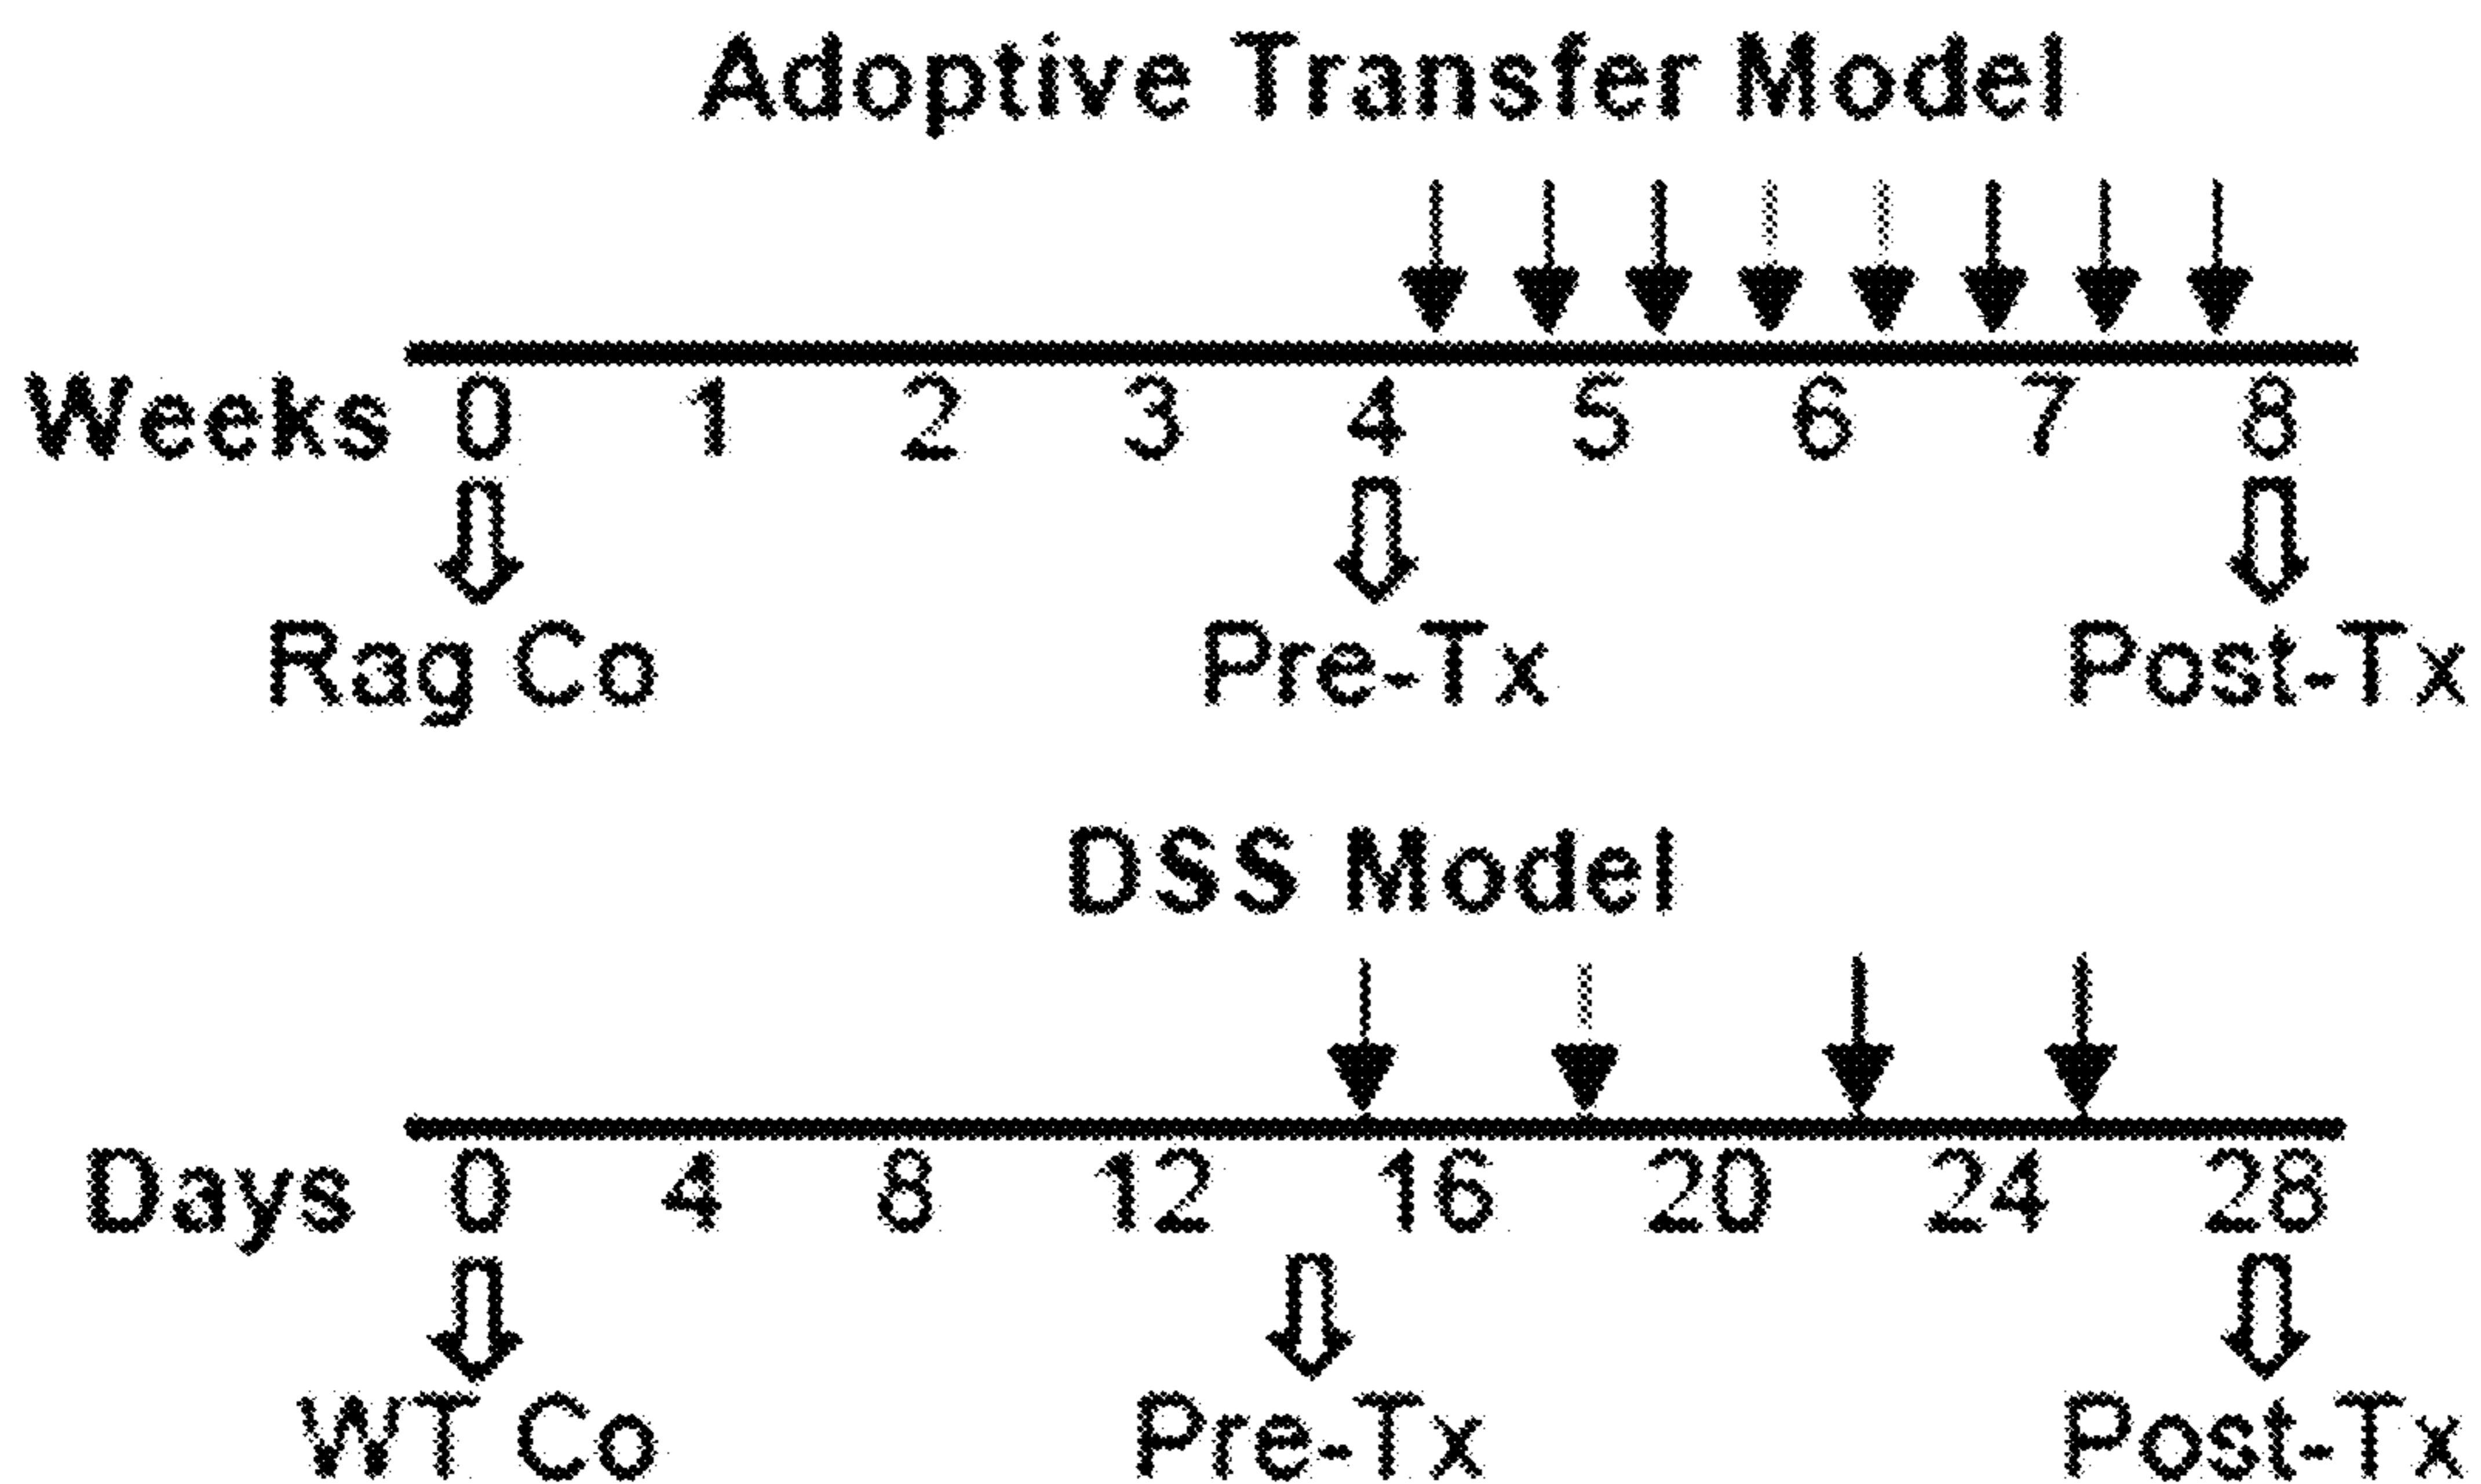 Adoptive Transfer Model
Weeks 0 1 2 3 4 5 6 7 8
Rag Co Pre-Tx Post-Tx
DSS Model
Days 0 4 8 12 16 20 24 28
WT Co Pre-Tx Post-Tx